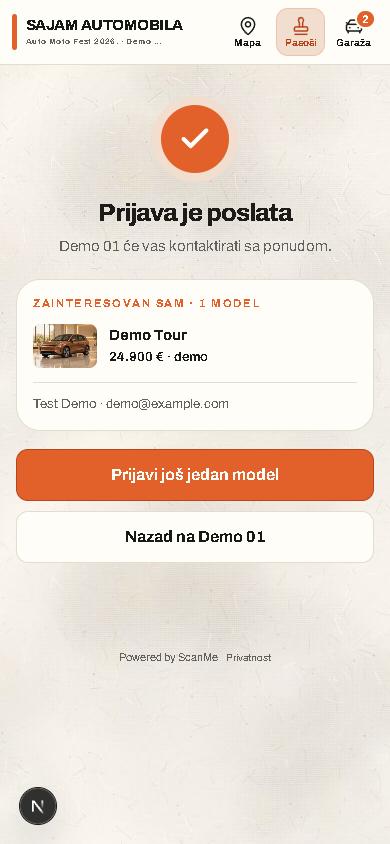 SAJAM AUTOMOBILA
Auto Moto Fest 2026. · Demo ...
Mapa
Pasoši
Garaža
2
Prijava je poslata
Demo 01 će vas kontaktirati sa ponudom.
ZAINTERESOVAN SAM · 1 MODEL
Demo Tour
24.900 € · demo
Test Demo · demo@example.com
Prijavi još jedan model
Nazad na Demo 01
Powered by ScanMe Privatnost
N